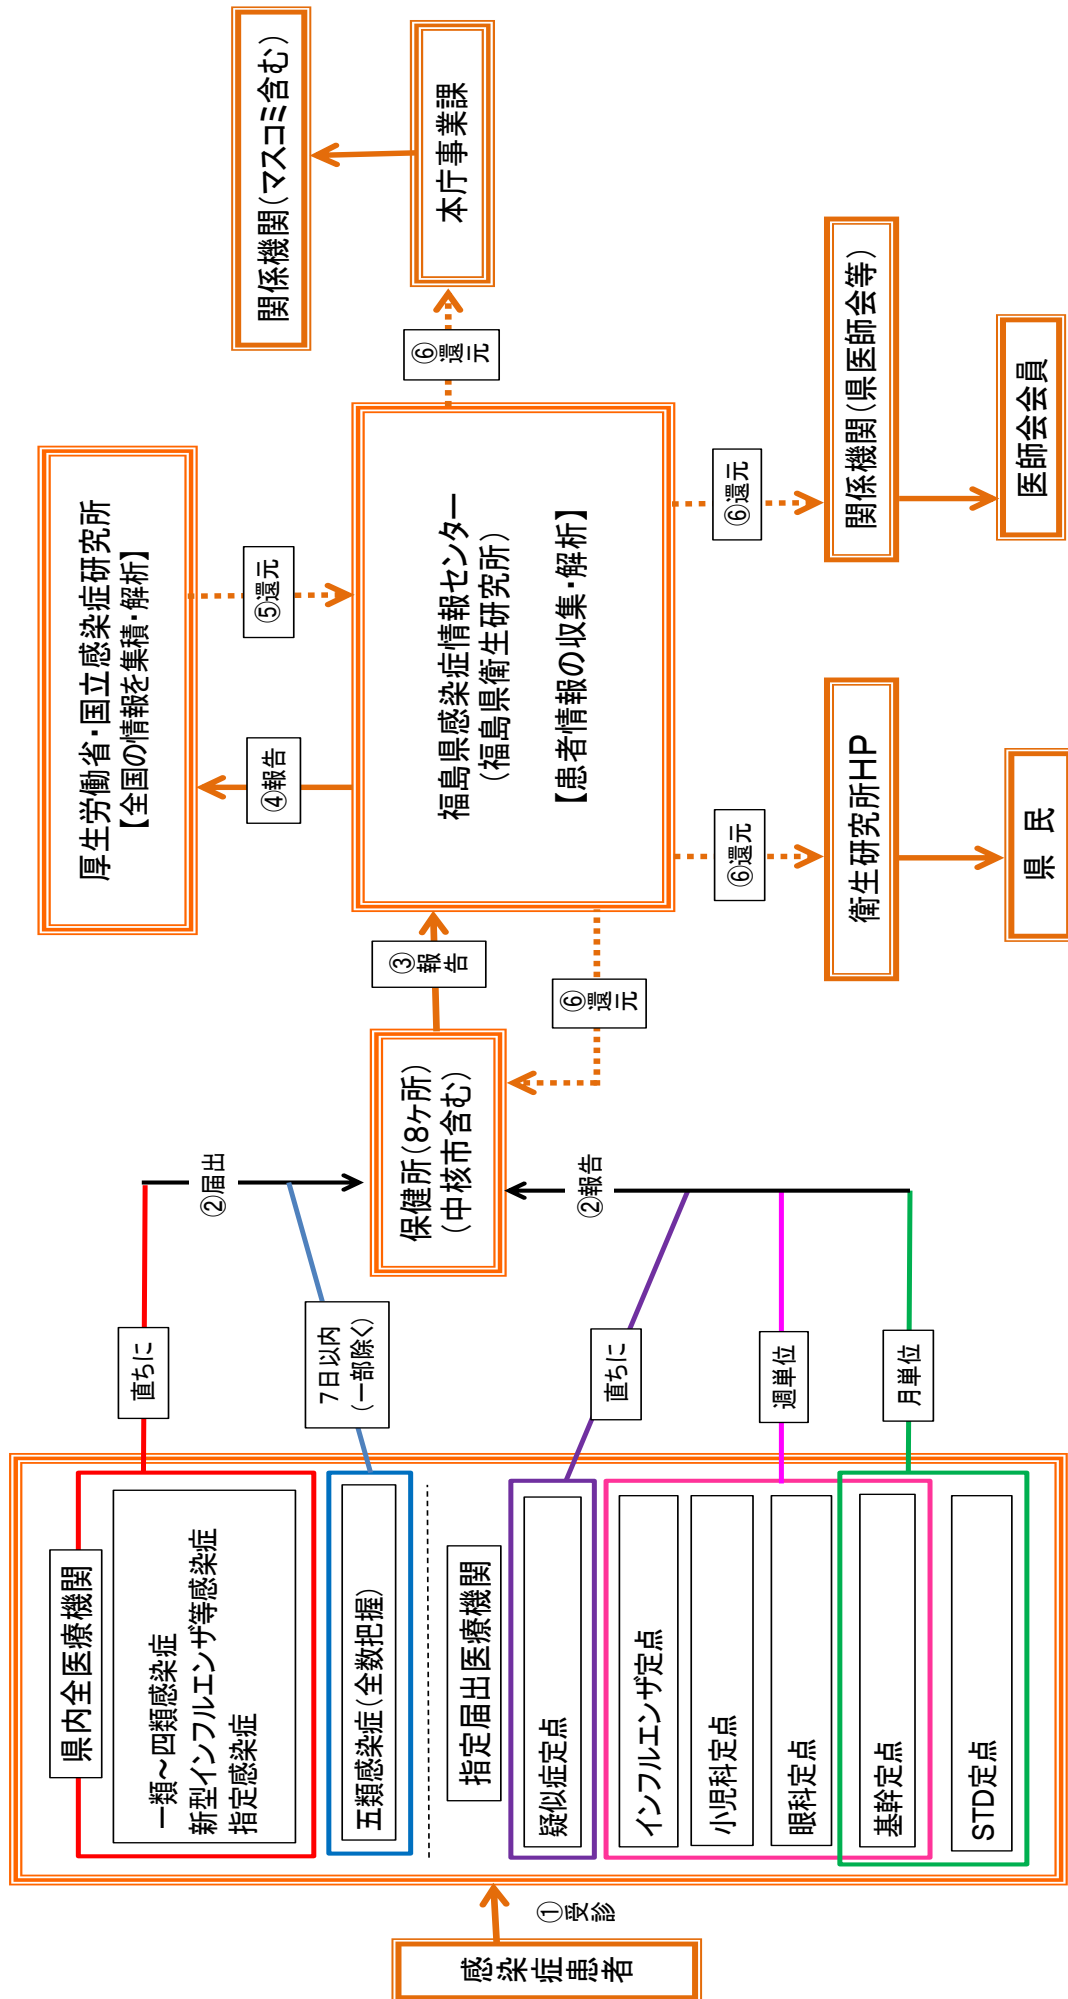 感染症患者
①受診
県内全医療機関
一類～四類感染症
新型インフルエンザ等感染症
指定感染症
五類感染症(全数把握)
指定届出医療機関
疑似症定点
インフルエンザ定点
小児科定点
眼科定点
基幹定点
STD定点
直ちに
7日以内
(一部除く)
直ちに
週単位
月単位
②届出
②報告
保健所(8ヶ所)
(中核市含む)
③報告
⑥還元
厚生労働省・国立感染症研究所
【全国の情報を集積・解析】
④報告
⑤還元
福島県感染症情報センター
(福島県衛生研究所)
【患者情報の収集・解析】
⑥還元
衛生研究所HP
県 民
⑥還元
関係機関(県医師会等)
医師会会員
⑥還元
本庁事業課
関係機関(マスコミ含む)